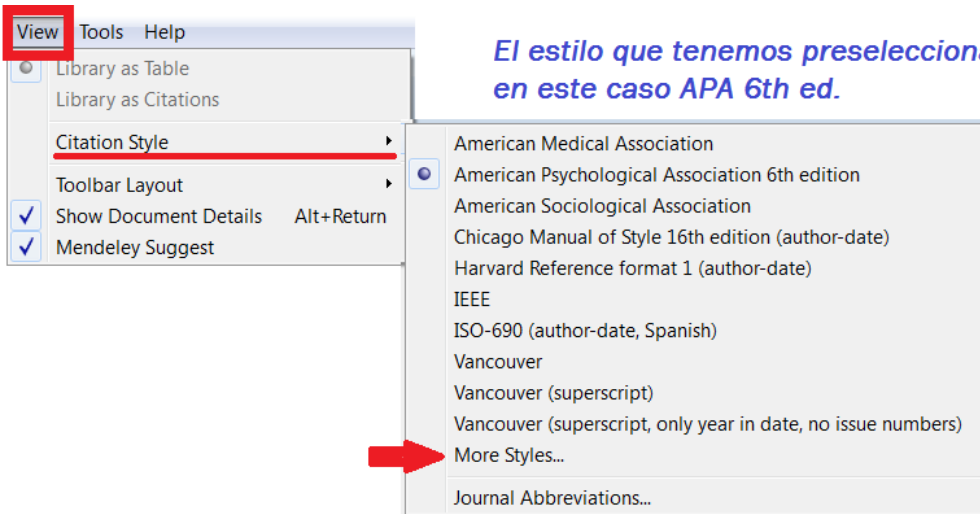 View Tools Help
El estilo que tenemos
en este caso APA 6th ed.
Library as Table
Library as Citations
Citation Style
Toolbar Layout
Show Document Details Alt+Return
Mendeley Suggest
American Medical Association
American Psychological Association 6th edition
American Sociological Association
Chicago Manual of Style 16th edition (author-date)
Harvard Reference format 1 (author-date)
IEEE
ISO-690 (author-date, Spanish)
Vancouver
Vancouver (superscript)
Vancouver (superscript, only year in date, no issue numbers)
More Styles...
Journal Abbreviations...